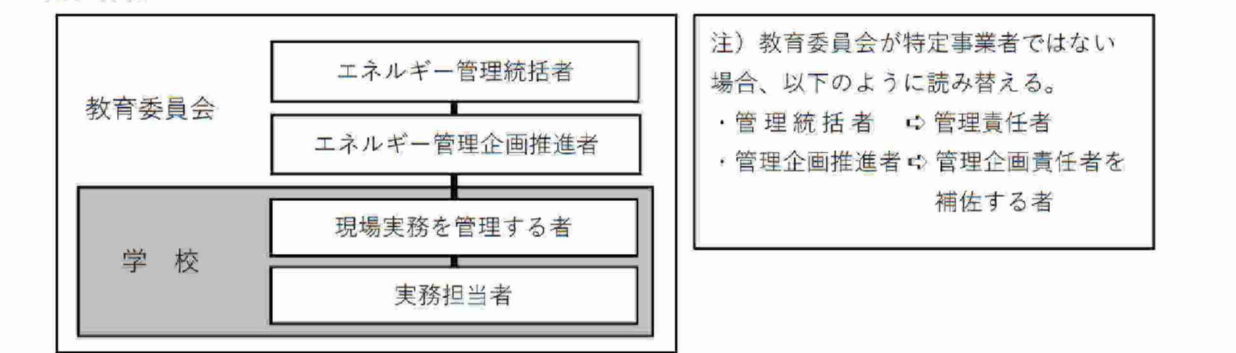 教育委員会
エネルギー管理統括者
エネルギー管理企画推進者
学 校
現場実務を管理する者
実務担当者
注）教育委員会が特定事業者ではない
場合、以下のように読み替える。
・管 理 統 括 者 ⇨ 管理責任者
・管理企画推進者 ⇨ 管理企画責任者を
補佐する者